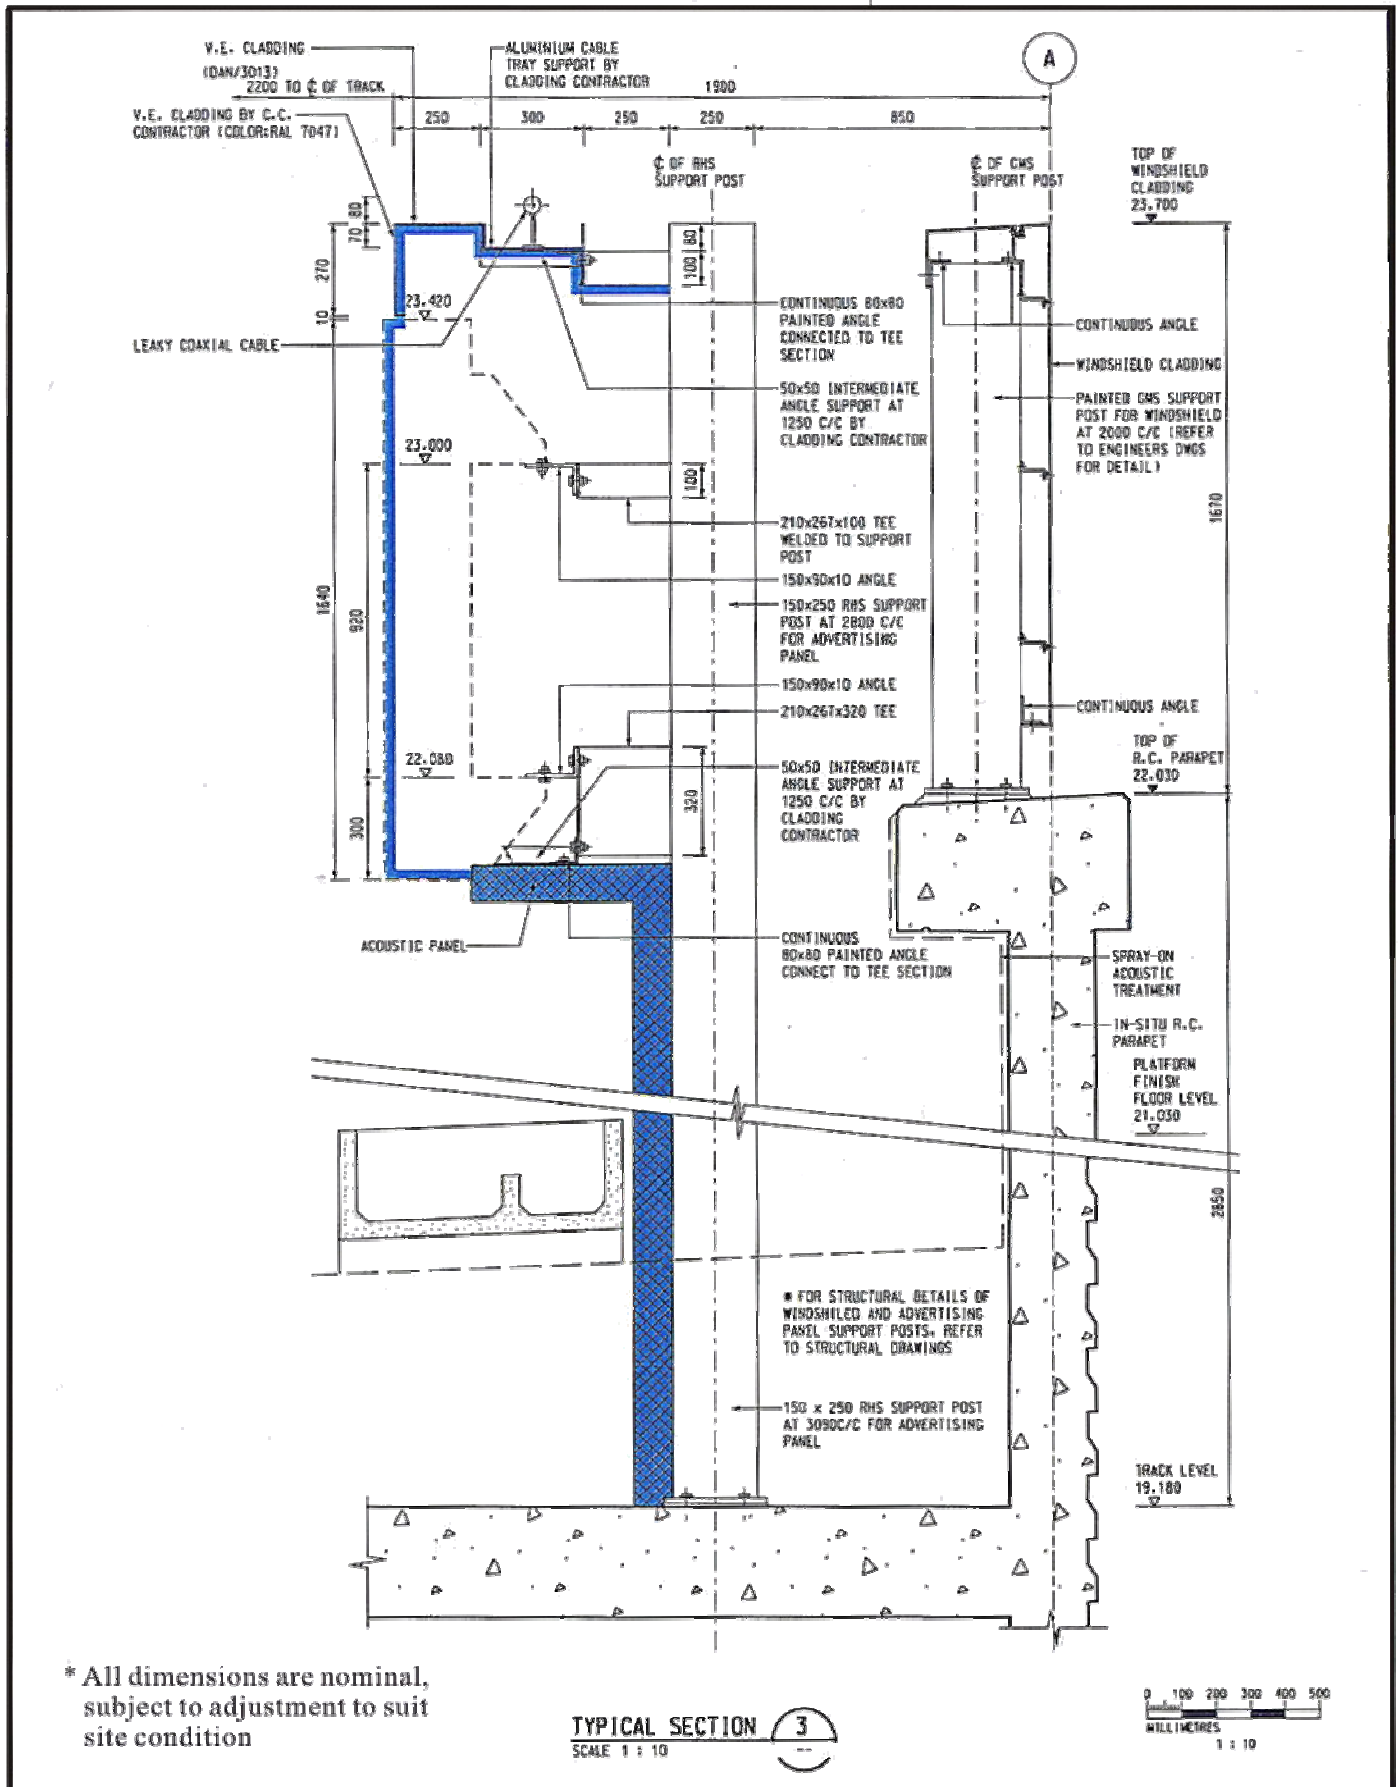 V.E. CLADDING
(DAN/3013)
2200 TO ℄ OF TRACK
V.E. CLADDING BY C.C.
CONTRACTOR (COLOR:RAL 7047)
ALUMINIUM CABLE
TRAY SUPPORT BY
CLADDING CONTRACTOR
1900
A
250
300
250
250
850
℄ OF RHS
SUPPORT POST
℄ OF GMS
SUPPORT POST
TOP OF
WINDSHIELD
CLADDING
23.700
80
70
270
10
80
100
23.420
LEAKY COAXIAL CABLE
CONTINUOUS 80x80
PAINTED ANGLE
CONNECTED TO TEE
SECTION
CONTINUOUS ANGLE
WINDSHIELD CLADDING
50x50 INTERMEDIATE
ANGLE SUPPORT AT
1250 C/C BY
CLADDING CONTRACTOR
PAINTED GMS SUPPORT
POST FOR WINDSHIELD
AT 2000 C/C (REFER
TO ENGINEERS DWGS
FOR DETAIL)
23.000
100
1670
210x267x100 TEE
WELDED TO SUPPORT
POST
150x90x10 ANGLE
1640
920
150x250 RHS SUPPORT
POST AT 2800 C/C
FOR ADVERTISING
PANEL
150x90x10 ANGLE
210x267x320 TEE
CONTINUOUS ANGLE
TOP OF
R.C. PARAPET
22.030
22.080
50x50 INTERMEDIATE
ANGLE SUPPORT AT
1250 C/C BY
CLADDING
CONTRACTOR
320
300
ACOUSTIC PANEL
CONTINUOUS
80x80 PAINTED ANGLE
CONNECT TO TEE SECTION
SPRAY-ON
ACOUSTIC
TREATMENT
IN-SITU R.C.
PARAPET
PLATFORM
FINISH
FLOOR LEVEL
21.030
2850
* FOR STRUCTURAL DETAILS OF
WINDSHILED AND ADVERTISING
PANEL SUPPORT POSTS, REFER
TO STRUCTURAL DRAWINGS
150 x 250 RHS SUPPORT POST
AT 3090C/C FOR ADVERTISING
PANEL
TRACK LEVEL
19.180
* All dimensions are nominal,
subject to adjustment to suit
site condition
TYPICAL SECTION 3
SCALE 1 : 10
--
0 100 200 300 400 500
MILLIMETRES
1 : 10